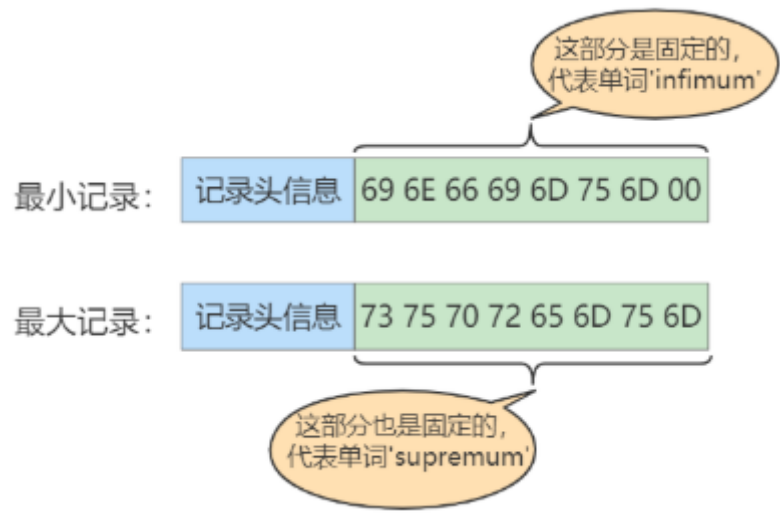 这部分是固定的，
代表单词'infimum'
最小记录：
记录头信息
69 6E 66 69 6D 75 6D 00
最大记录：
记录头信息
73 75 70 72 65 6D 75 6D
这部分也是固定的，
代表单词'supremum'